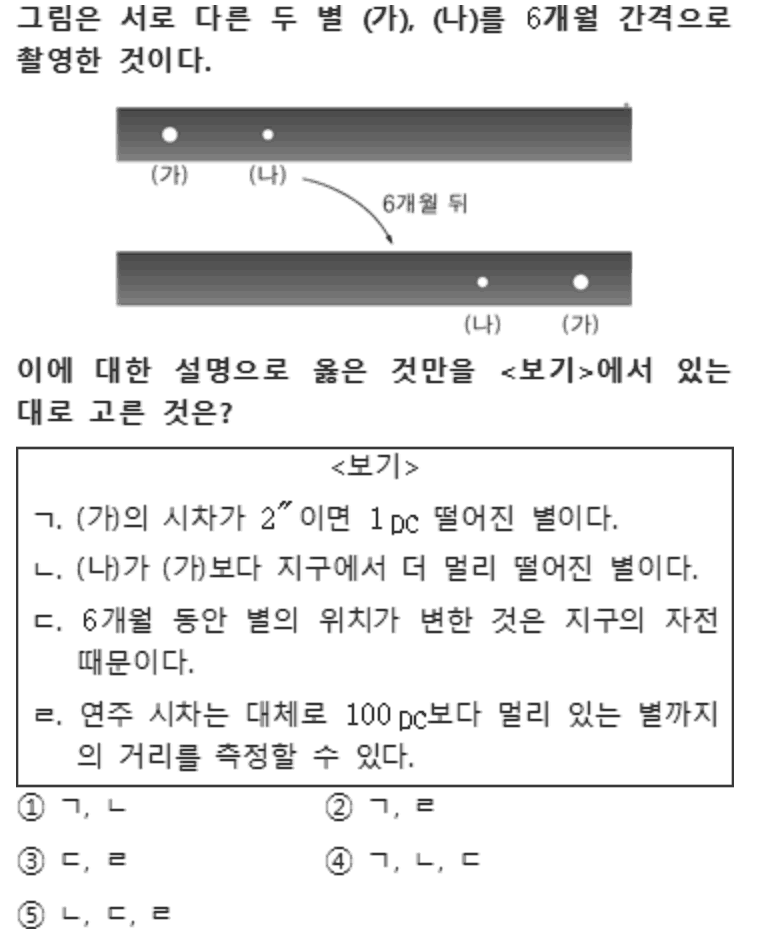 그림은 서로 다른 두 별 (가), (나)를 6개월 간격으로
촬영한 것이다.
(가) (나)
6개월 뒤
(나) (가)
이에 대한 설명으로 옳은 것만을 <보기>에서 있는
대로 고른 것은?
<보기>
ㄱ. (가)의 시차가 2″이면 1pc 떨어진 별이다.
ㄴ. (나)가 (가)보다 지구에서 더 멀리 떨어진 별이다.
ㄷ. 6개월 동안 별의 위치가 변한 것은 지구의 자전
때문이다.
ㄹ. 연주 시차는 대체로 100pc보다 멀리 있는 별까지
의 거리를 측정할 수 있다.
① ㄱ, ㄴ ② ㄱ, ㄹ
③ ㄷ, ㄹ ④ ㄱ, ㄴ, ㄷ
⑤ ㄴ, ㄷ, ㄹ